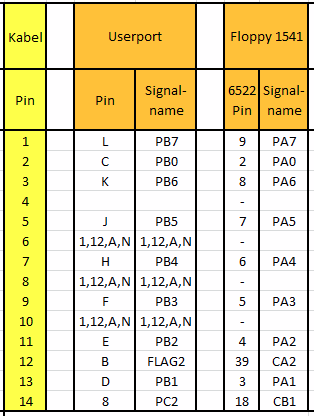 Kabel Userport Floppy 1541
Pin Pin Signal-name 6522 Pin Signal-name
1 L PB7 9 PA7
2 C PB0 2 PA0
3 K PB6 8 PA6
4 -
5 J PB5 7 PA5
6 1,12,A,N 1,12,A,N -
7 H PB4 6 PA4
8 1,12,A,N 1,12,A,N -
9 F PB3 5 PA3
10 1,12,A,N 1,12,A,N -
11 E PB2 4 PA2
12 B FLAG2 39 CA2
13 D PB1 3 PA1
14 8 PC2 18 CB1